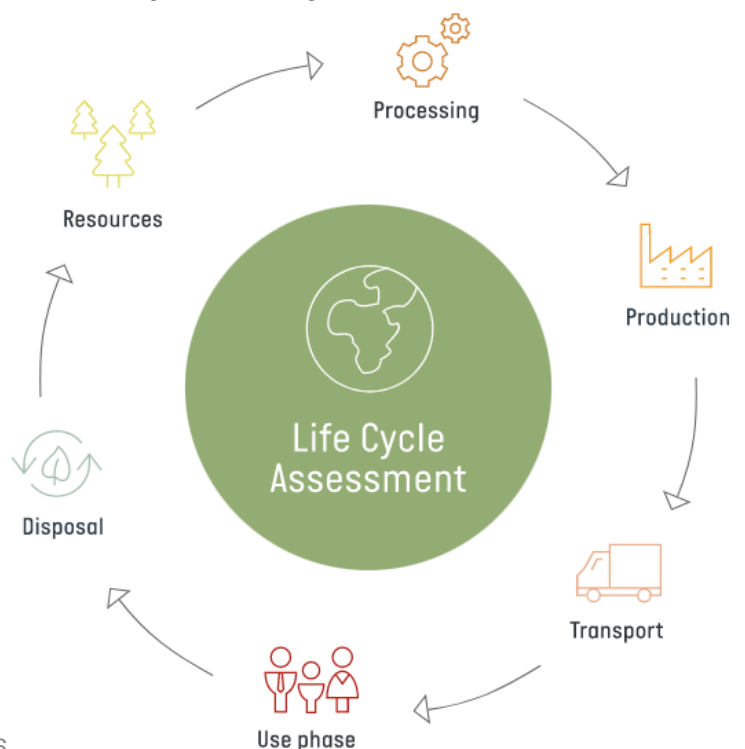 Processing
Resources
Production
Life Cycle
Assessment
Disposal
Transport
Use phase